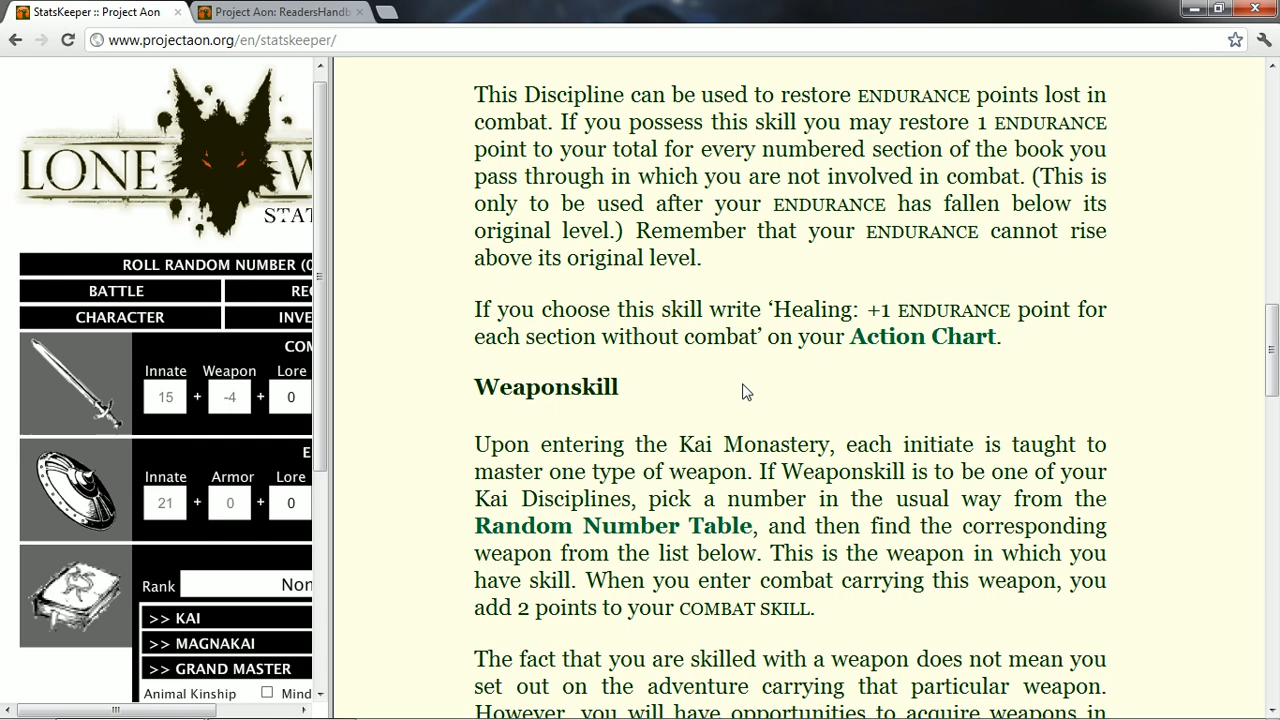 StatsKeeper :: Project Aon
Project Aon: ReadersHandb
www.projectaon.org/en/statskeeper/
LONE W
STAT
ROLL RANDOM NUMBER (0
BATTLE
REC
CHARACTER
INVE
COM
Innate Weapon Lore
15 + -4 + 0
E
Innate Armor Lore
21 + 0 + 0
Rank Non
>> KAI
>> MAGNAKAI
>> GRAND MASTER
Animal Kinship Mind
This Discipline can be used to restore ENDURANCE points lost in
combat. If you possess this skill you may restore 1 ENDURANCE
point to your total for every numbered section of the book you
pass through in which you are not involved in combat. (This is
only to be used after your ENDURANCE has fallen below its
original level.) Remember that your ENDURANCE cannot rise
above its original level.
If you choose this skill write ‘Healing: +1 ENDURANCE point for
each section without combat’ on your Action Chart.
Weaponskill
Upon entering the Kai Monastery, each initiate is taught to
master one type of weapon. If Weaponskill is to be one of your
Kai Disciplines, pick a number in the usual way from the
Random Number Table, and then find the corresponding
weapon from the list below. This is the weapon in which you
have skill. When you enter combat carrying this weapon, you
add 2 points to your COMBAT SKILL.
The fact that you are skilled with a weapon does not mean you
set out on the adventure carrying that particular weapon.
However, you will have opportunities to acquire weapons in